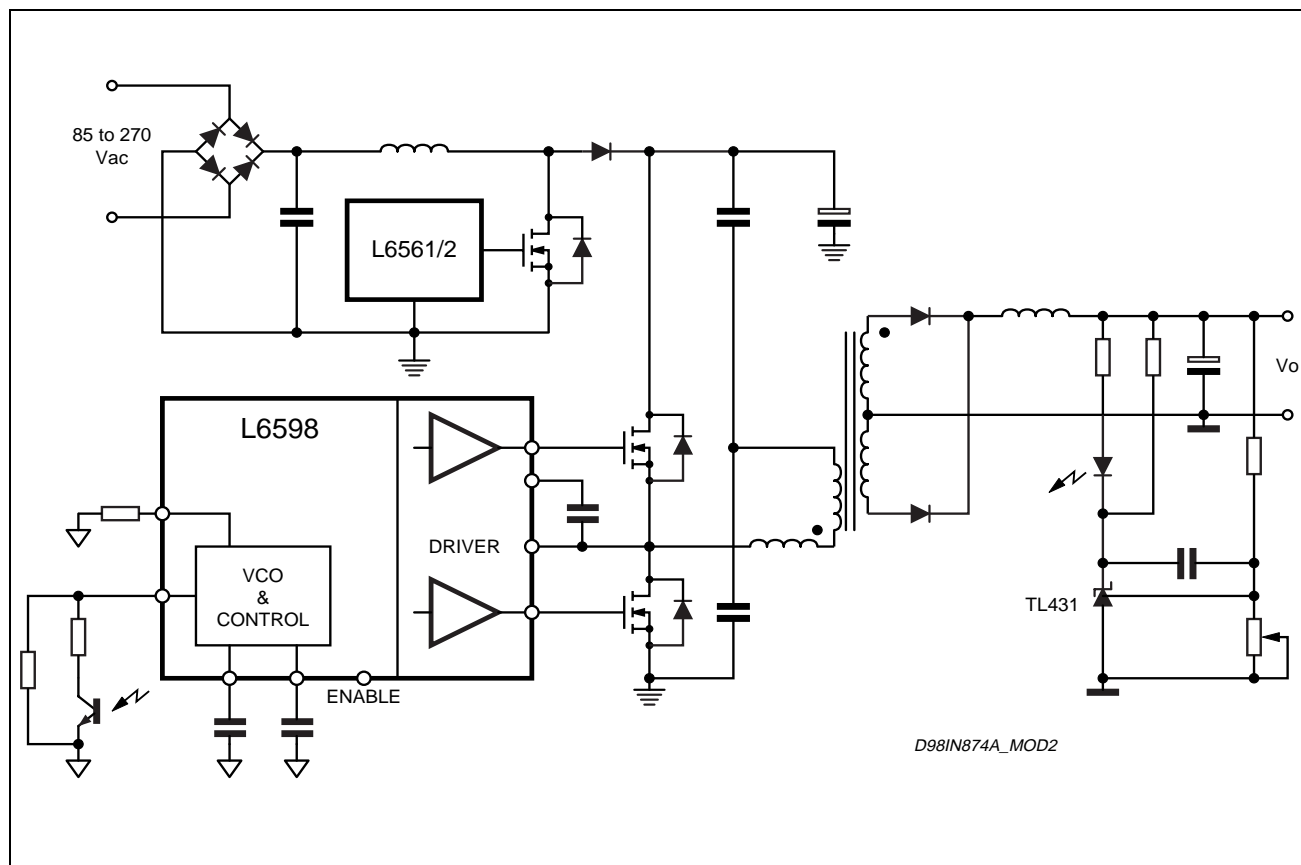 85 to 270
Vac
L6561/2
Vo
L6598
DRIVER
VCO
&
CONTROL
TL431
ENABLE
D98IN874A_MOD2